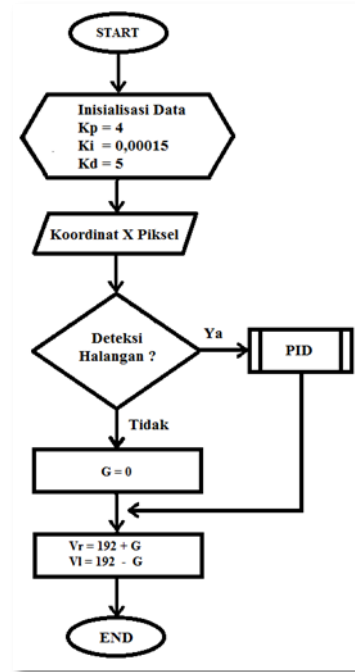 START
Inisialisasi Data
Kp = 4
Ki = 0,00015
Kd = 5
Koordinat X Piksel
Deteksi
Halangan ?
Ya
PID
Tidak
G = 0
Vr = 192 + G
Vl = 192 - G
END